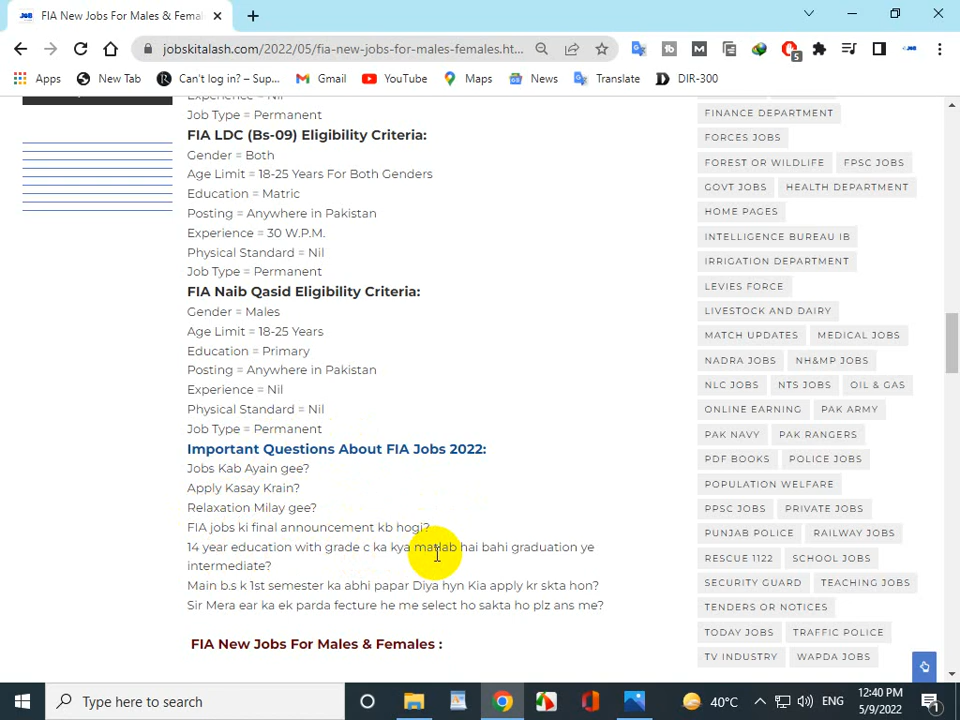 FIA New Jobs For Males & Fema
jobskitalash.com/2022/05/fia-new-jobs-for-males-females.ht...
5
Apps
New Tab
Can't log in? – Sup...
Gmail
YouTube
Maps
News
Translate
DIR-300
Job Type = Permanent
FIA LDC (Bs-09) Eligibility Criteria:
Gender = Both
Age Limit = 18-25 Years For Both Genders
Education = Matric
Posting = Anywhere in Pakistan
Experience = 30 W.P.M.
Physical Standard = Nil
Job Type = Permanent
FIA Naib Qasid Eligibility Criteria:
Gender = Males
Age Limit = 18-25 Years
Education = Primary
Posting = Anywhere in Pakistan
Experience = Nil
Physical Standard = Nil
Job Type = Permanent
Important Questions About FIA Jobs 2022:
Jobs Kab Ayain gee?
Apply Kasay Krain?
Relaxation Milay gee?
FIA jobs ki final announcement kb hogi?
14 year education with grade c ka kya matlab hai bahi graduation ye
intermediate?
Main b.s k 1st semester ka abhi papar Diya hyn Kia apply kr skta hon?
Sir Mera ear ka ek parda fecture he me select ho sakta ho plz ans me?
FIA New Jobs For Males & Females :
FINANCE DEPARTMENT
FORCES JOBS
FOREST OR WILDLIFE FPSC JOBS
GOVT JOBS HEALTH DEPARTMENT
HOME PAGES
INTELLIGENCE BUREAU IB
IRRIGATION DEPARTMENT
LEVIES FORCE
LIVESTOCK AND DAIRY
MATCH UPDATES MEDICAL JOBS
NADRA JOBS NH&MP JOBS
NLC JOBS NTS JOBS OIL & GAS
ONLINE EARNING PAK ARMY
PAK NAVY PAK RANGERS
PDF BOOKS POLICE JOBS
POPULATION WELFARE
PPSC JOBS PRIVATE JOBS
PUNJAB POLICE RAILWAY JOBS
RESCUE 1122 SCHOOL JOBS
SECURITY GUARD TEACHING JOBS
TENDERS OR NOTICES
TODAY JOBS TRAFFIC POLICE
TV INDUSTRY WAPDA JOBS
Type here to search
40°C
ENG
12:40 PM
5/9/2022
1